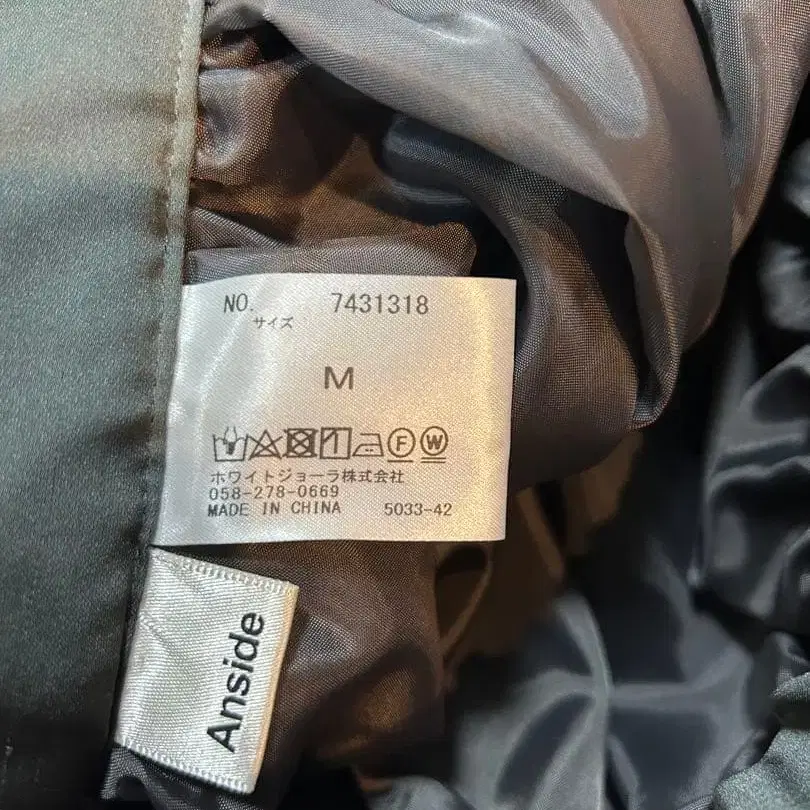 NO. 7431318
サイズ
M
F W
ホワイトジョーラ株式会社
058-278-0669
MADE IN CHINA 5033-42
Anside